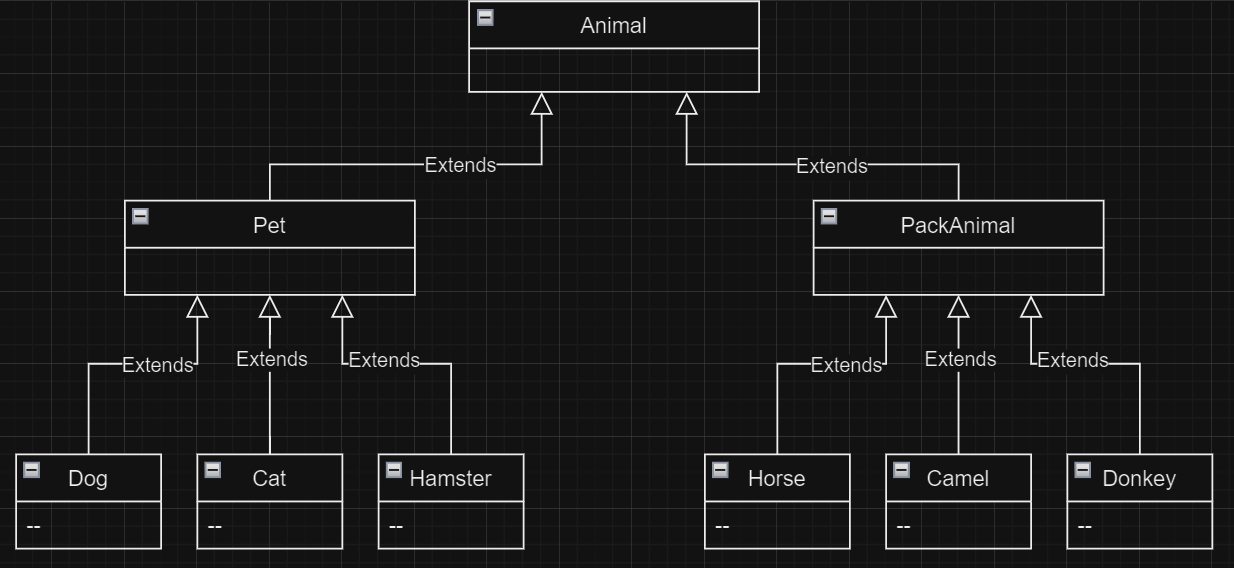 Animal
Extends
Extends
Pet
PackAnimal
Extends
Extends
Extends
Extends
Extends
Extends
Dog
Cat
Hamster
Horse
Camel
Donkey
--
--
--
--
--
--